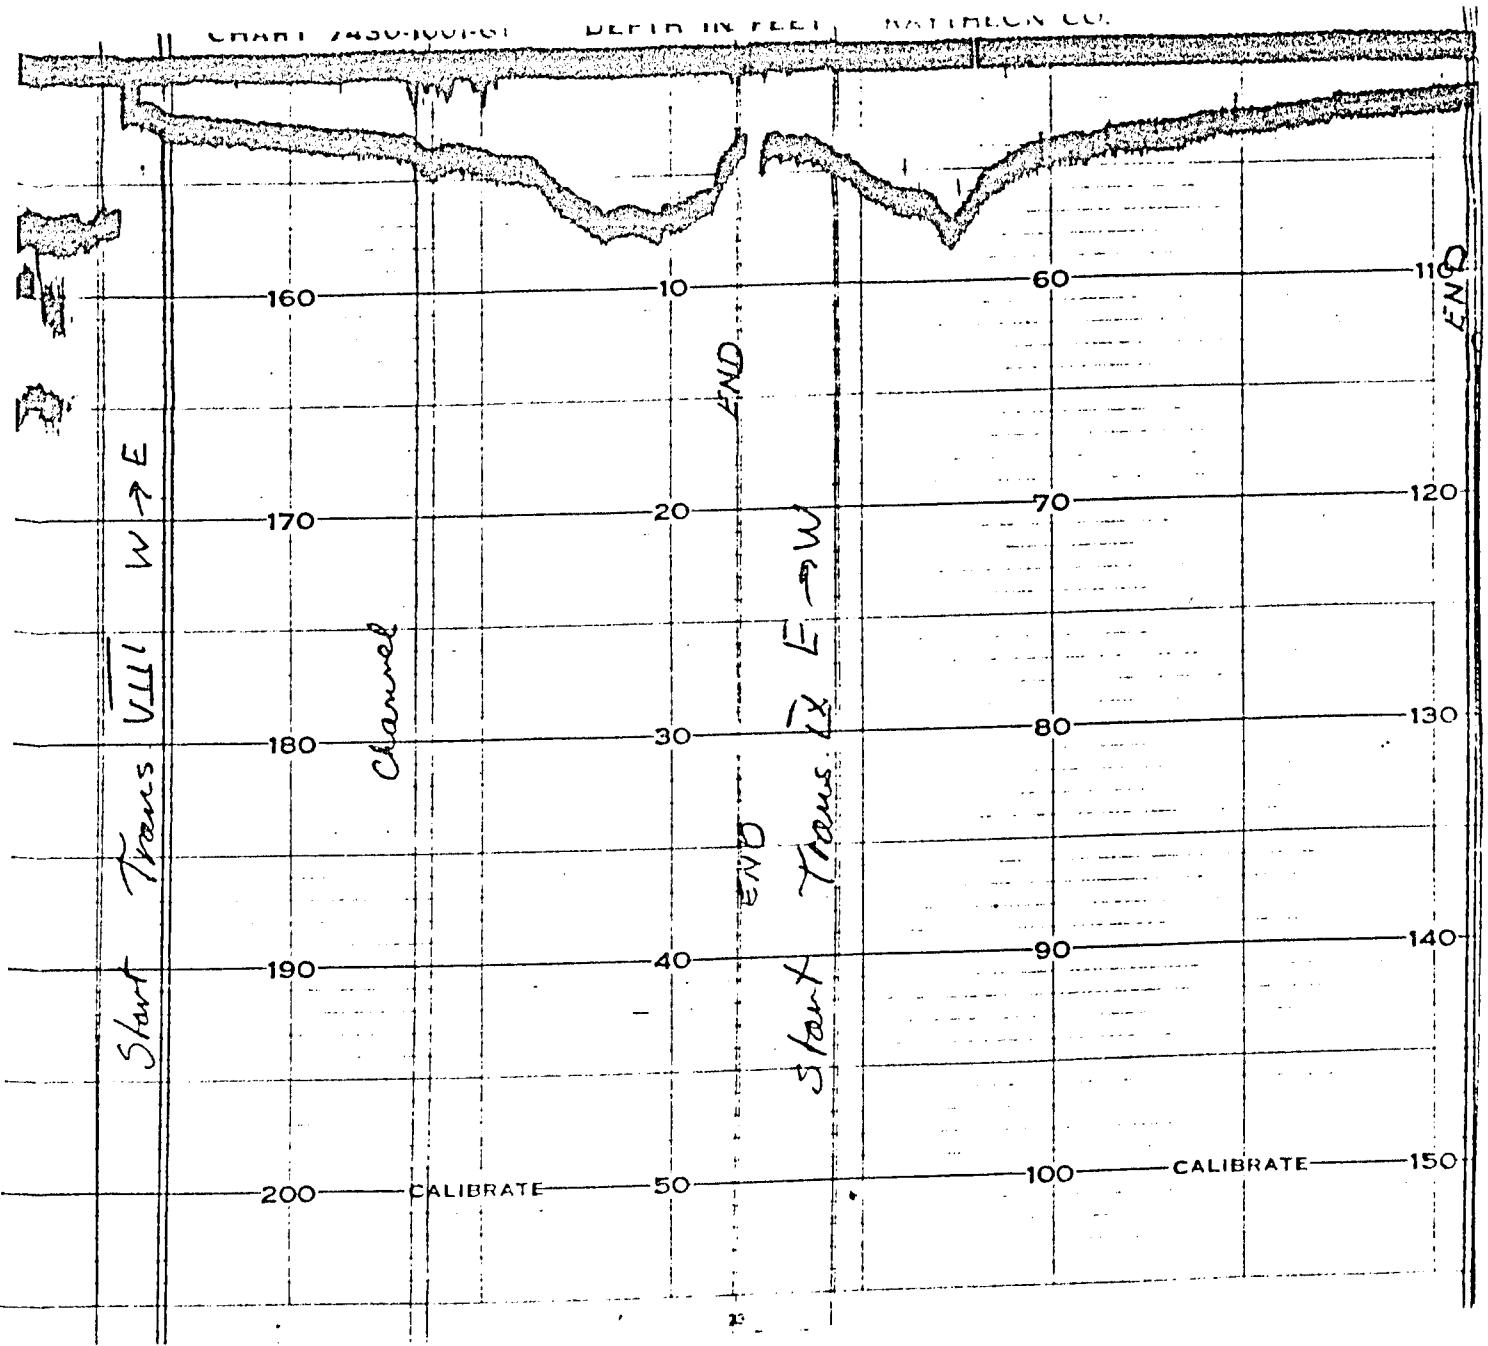 CHART 7430-1001-G1 DEPTH IN FEET RAYTHEON CO.
160 10 60 110
END
END
170 20 70 120
Start Trans VIII W → E
Channel
180 30 80 130
END
Start Trans. IX E → W
190 40 90 140
200 CALIBRATE 50 100 CALIBRATE 150